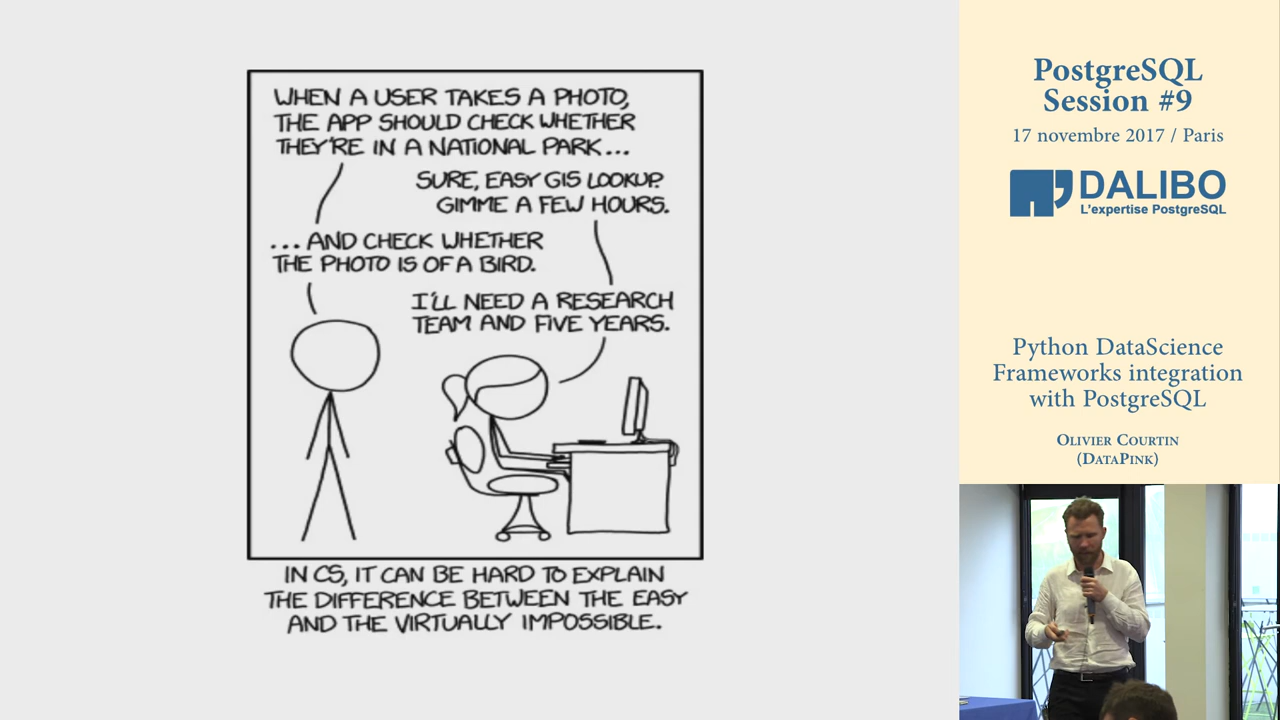 WHEN A USER TAKES A PHOTO,
THE APP SHOULD CHECK WHETHER
THEY'RE IN A NATIONAL PARK...
SURE, EASY GIS LOOKUP.
GIMME A FEW HOURS.
...AND CHECK WHETHER
THE PHOTO IS OF A BIRD.
I'LL NEED A RESEARCH
TEAM AND FIVE YEARS.
IN CS, IT CAN BE HARD TO EXPLAIN
THE DIFFERENCE BETWEEN THE EASY
AND THE VIRTUALLY IMPOSSIBLE.
PostgreSQL
Session #9
17 novembre 2017 / Paris
DALIBO
L'expertise PostgreSQL
Python DataScience
Frameworks integration
with PostgreSQL
Olivier Courtin
(DataPink)